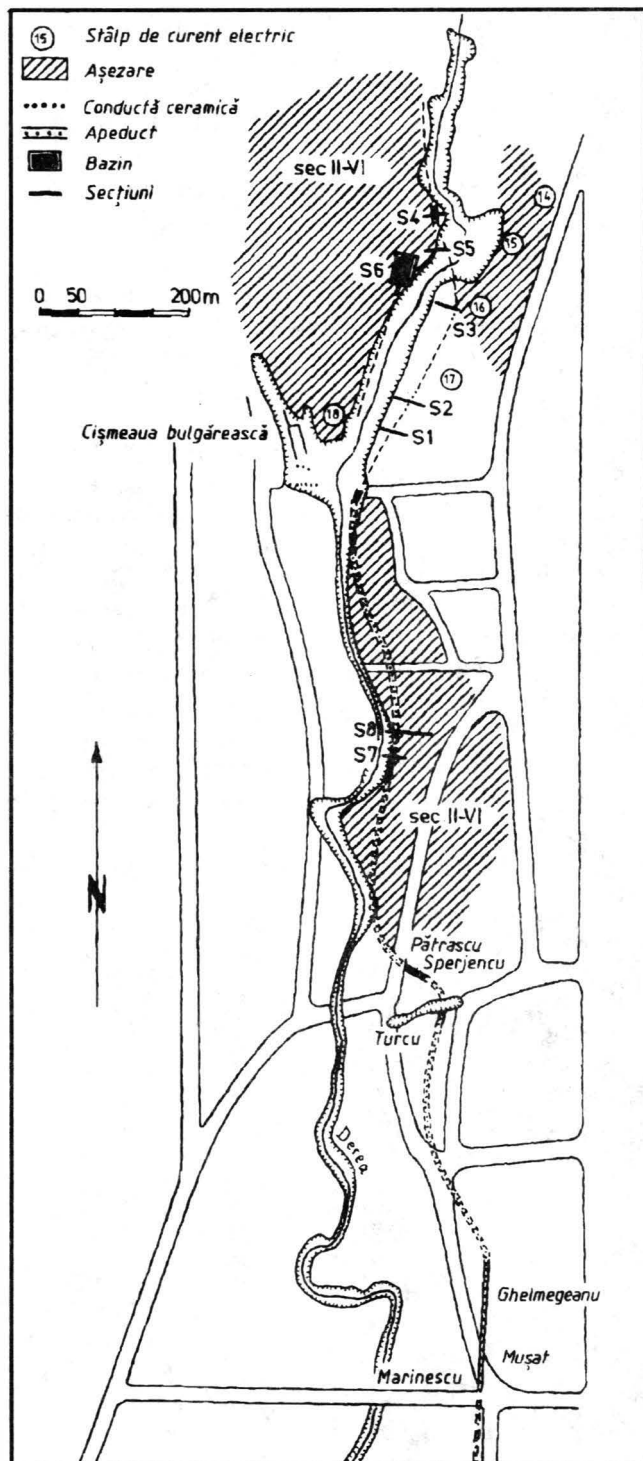 15 Stâlp de curent electric
Așezare
Conductă ceramică
Apeduct
Bazin
Secțiuni
0 50 200m
sec II-VI
14
S4
15
S5
S6
16
S3
17
S2
18
S1
Cișmeaua bulgărească
S8
S7
sec II-VI
N
Pătrascu
Sperjencu
Turcu
Derea
Ghelmegeanu
Mușat
Marinescu